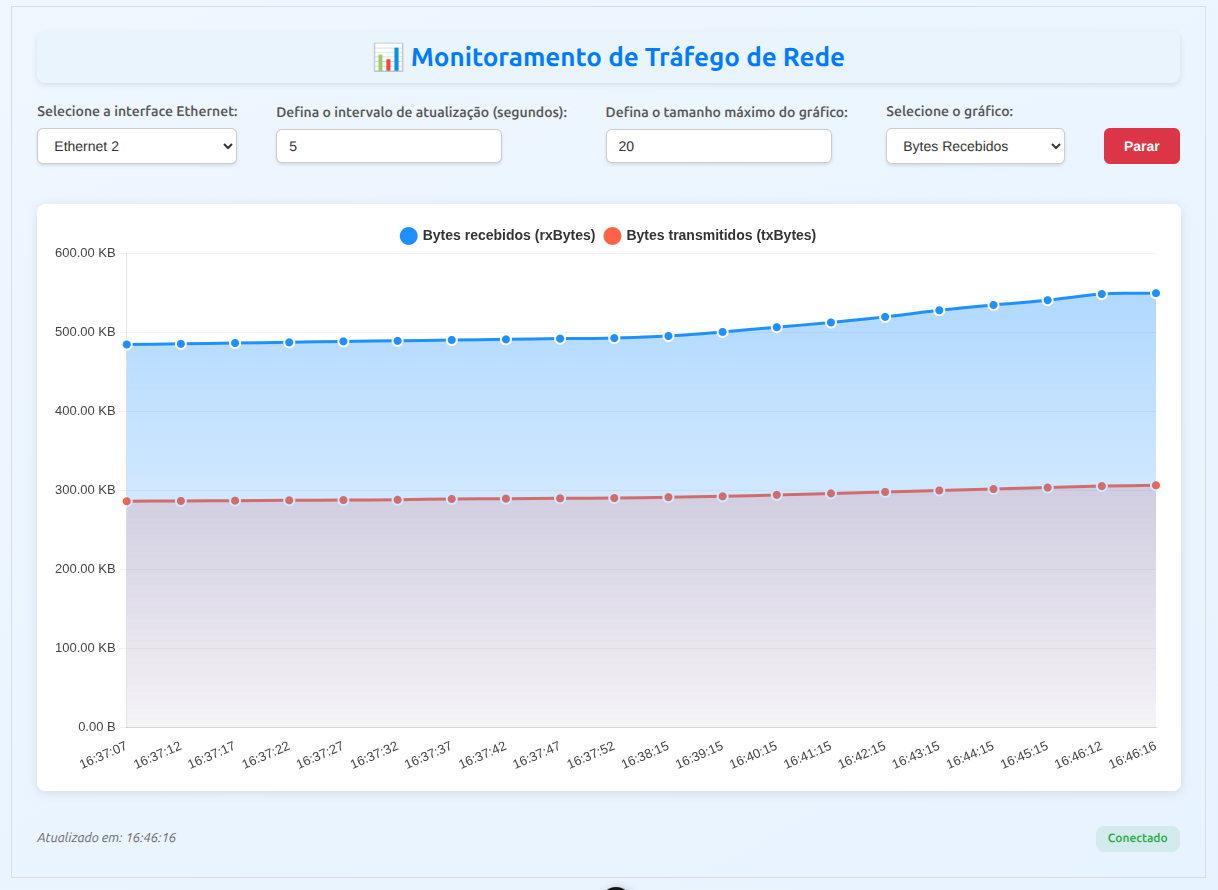 📊 Monitoramento de Tráfego de Rede
Selecione a interface Ethernet:
Ethernet 2
Defina o intervalo de atualização (segundos):
5
Defina o tamanho máximo do gráfico:
20
Selecione o gráfico:
Bytes Recebidos
Parar
Bytes recebidos (rxBytes) Bytes transmitidos (txBytes)
600.00 KB
500.00 KB
400.00 KB
300.00 KB
200.00 KB
100.00 KB
0.00 B
16:37:07 16:37:12 16:37:17 16:37:22 16:37:27 16:37:32 16:37:37 16:37:42 16:37:47 16:37:52 16:38:15 16:39:15 16:40:15 16:41:15 16:42:15 16:43:15 16:44:15 16:45:15 16:46:12 16:46:16
Atualizado em: 16:46:16
Conectado